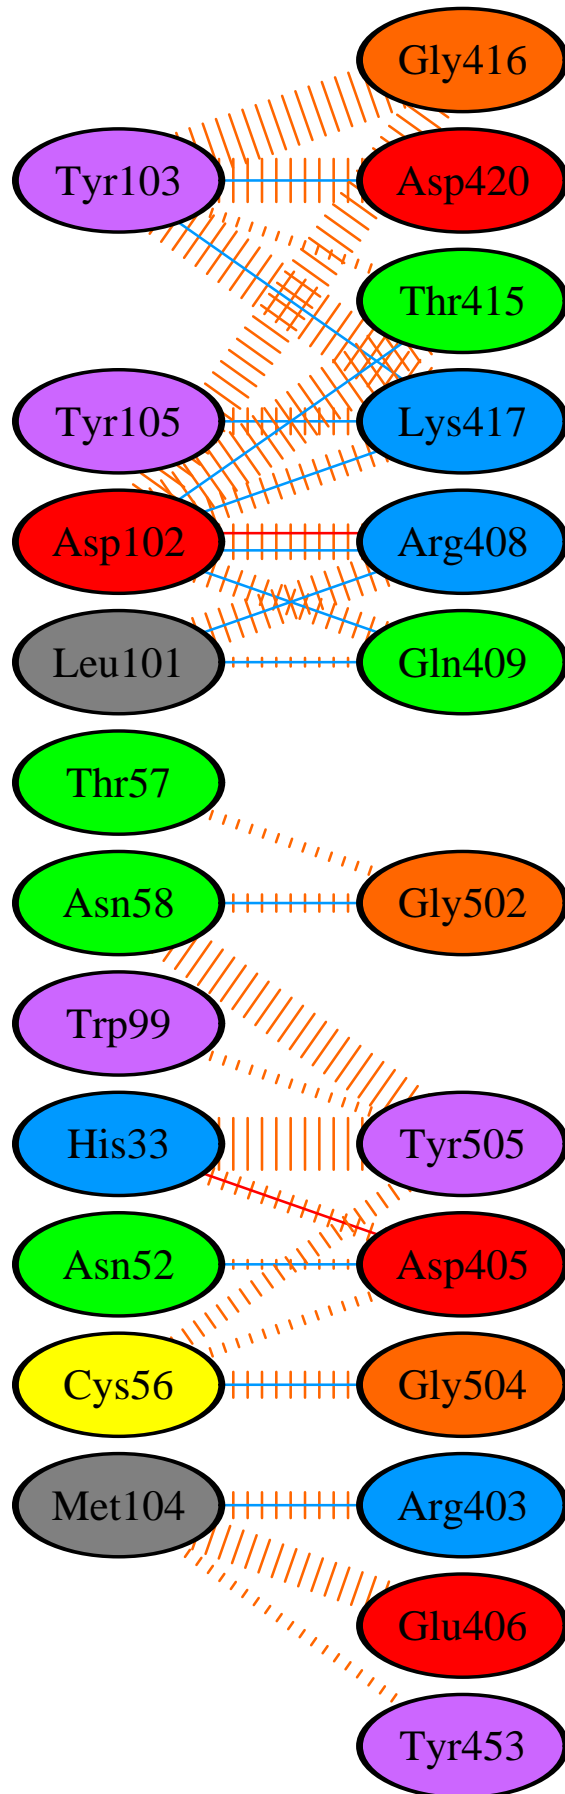 Gly416
Tyr103
Asp420
Thr415
Tyr105
Lys417
Asp102
Arg408
Leu101
Gln409
Thr57
Asn58
Gly502
Trp99
His33
Tyr505
Asn52
Asp405
Cys56
Gly504
Met104
Arg403
Glu406
Tyr453